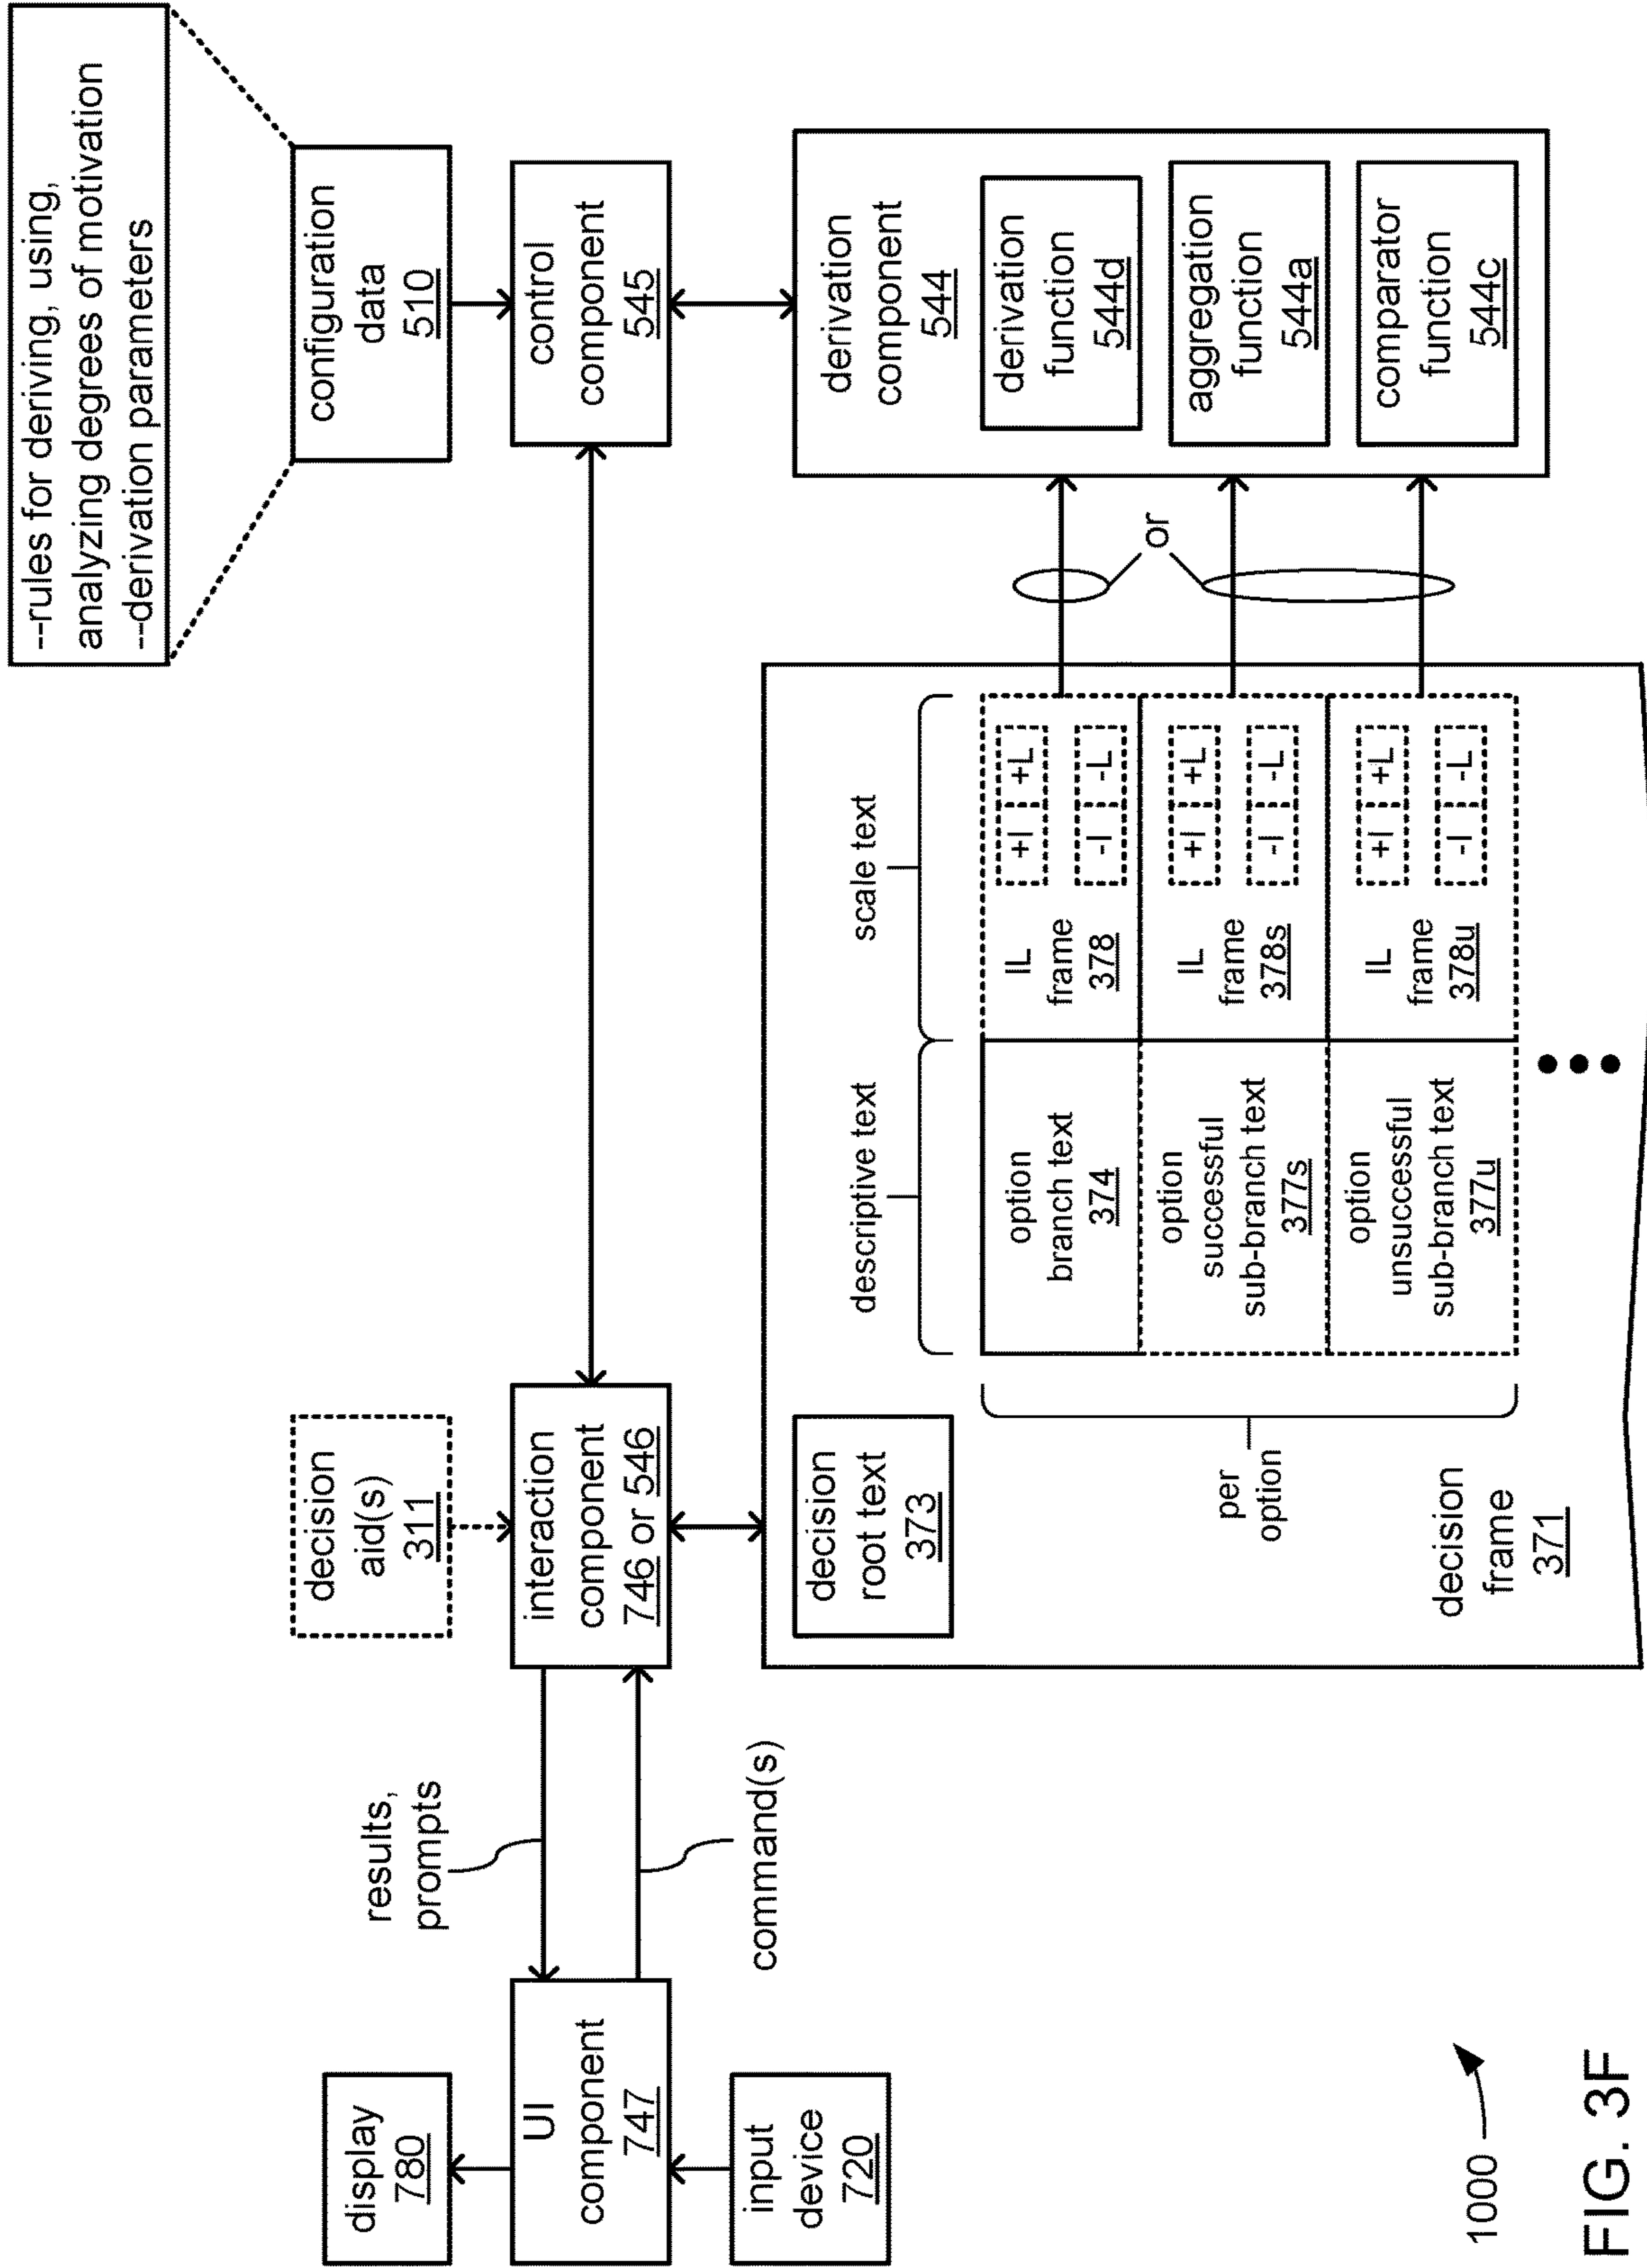 --rules for deriving, using,
analyzing degrees of motivation
--derivation parameters
decision
aid(s)
311
configuration
data
510
display
780
results,
prompts
UI
component
747
interaction
component
746 or 546
control
component
545
input
device
720
command(s)
decision
root text
373
descriptive text
scale text
derivation
component
544
per
option
option
branch text
374
IL
frame
378
+I
+L
-I
-L
or
derivation
function
544d
option
successful
sub-branch text
377s
IL
frame
378s
+I
+L
-I
-L
aggregation
function
544a
option
unsuccessful
sub-branch text
377u
IL
frame
378u
+I
+L
-I
-L
comparator
function
544c
decision
frame
371
1000
FIG. 3F